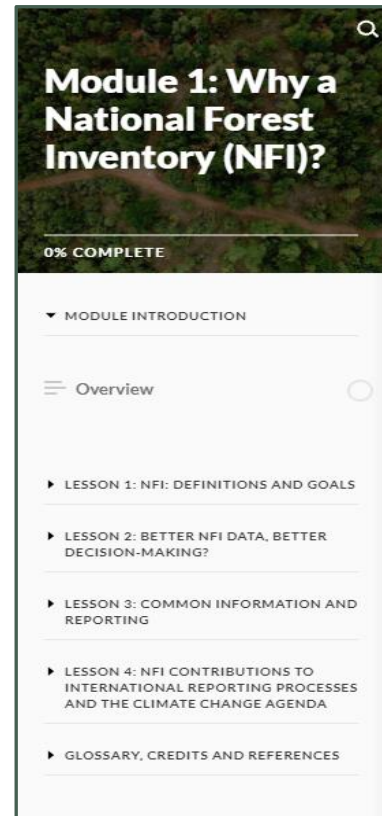 Module 1: Why a
National Forest
Inventory (NFI)?
0% COMPLETE
MODULE INTRODUCTION
Overview
LESSON 1: NFI: DEFINITIONS AND GOALS
LESSON 2: BETTER NFI DATA, BETTER
DECISION-MAKING?
LESSON 3: COMMON INFORMATION AND
REPORTING
LESSON 4: NFI CONTRIBUTIONS TO
INTERNATIONAL REPORTING PROCESSES
AND THE CLIMATE CHANGE AGENDA
GLOSSARY, CREDITS AND REFERENCES